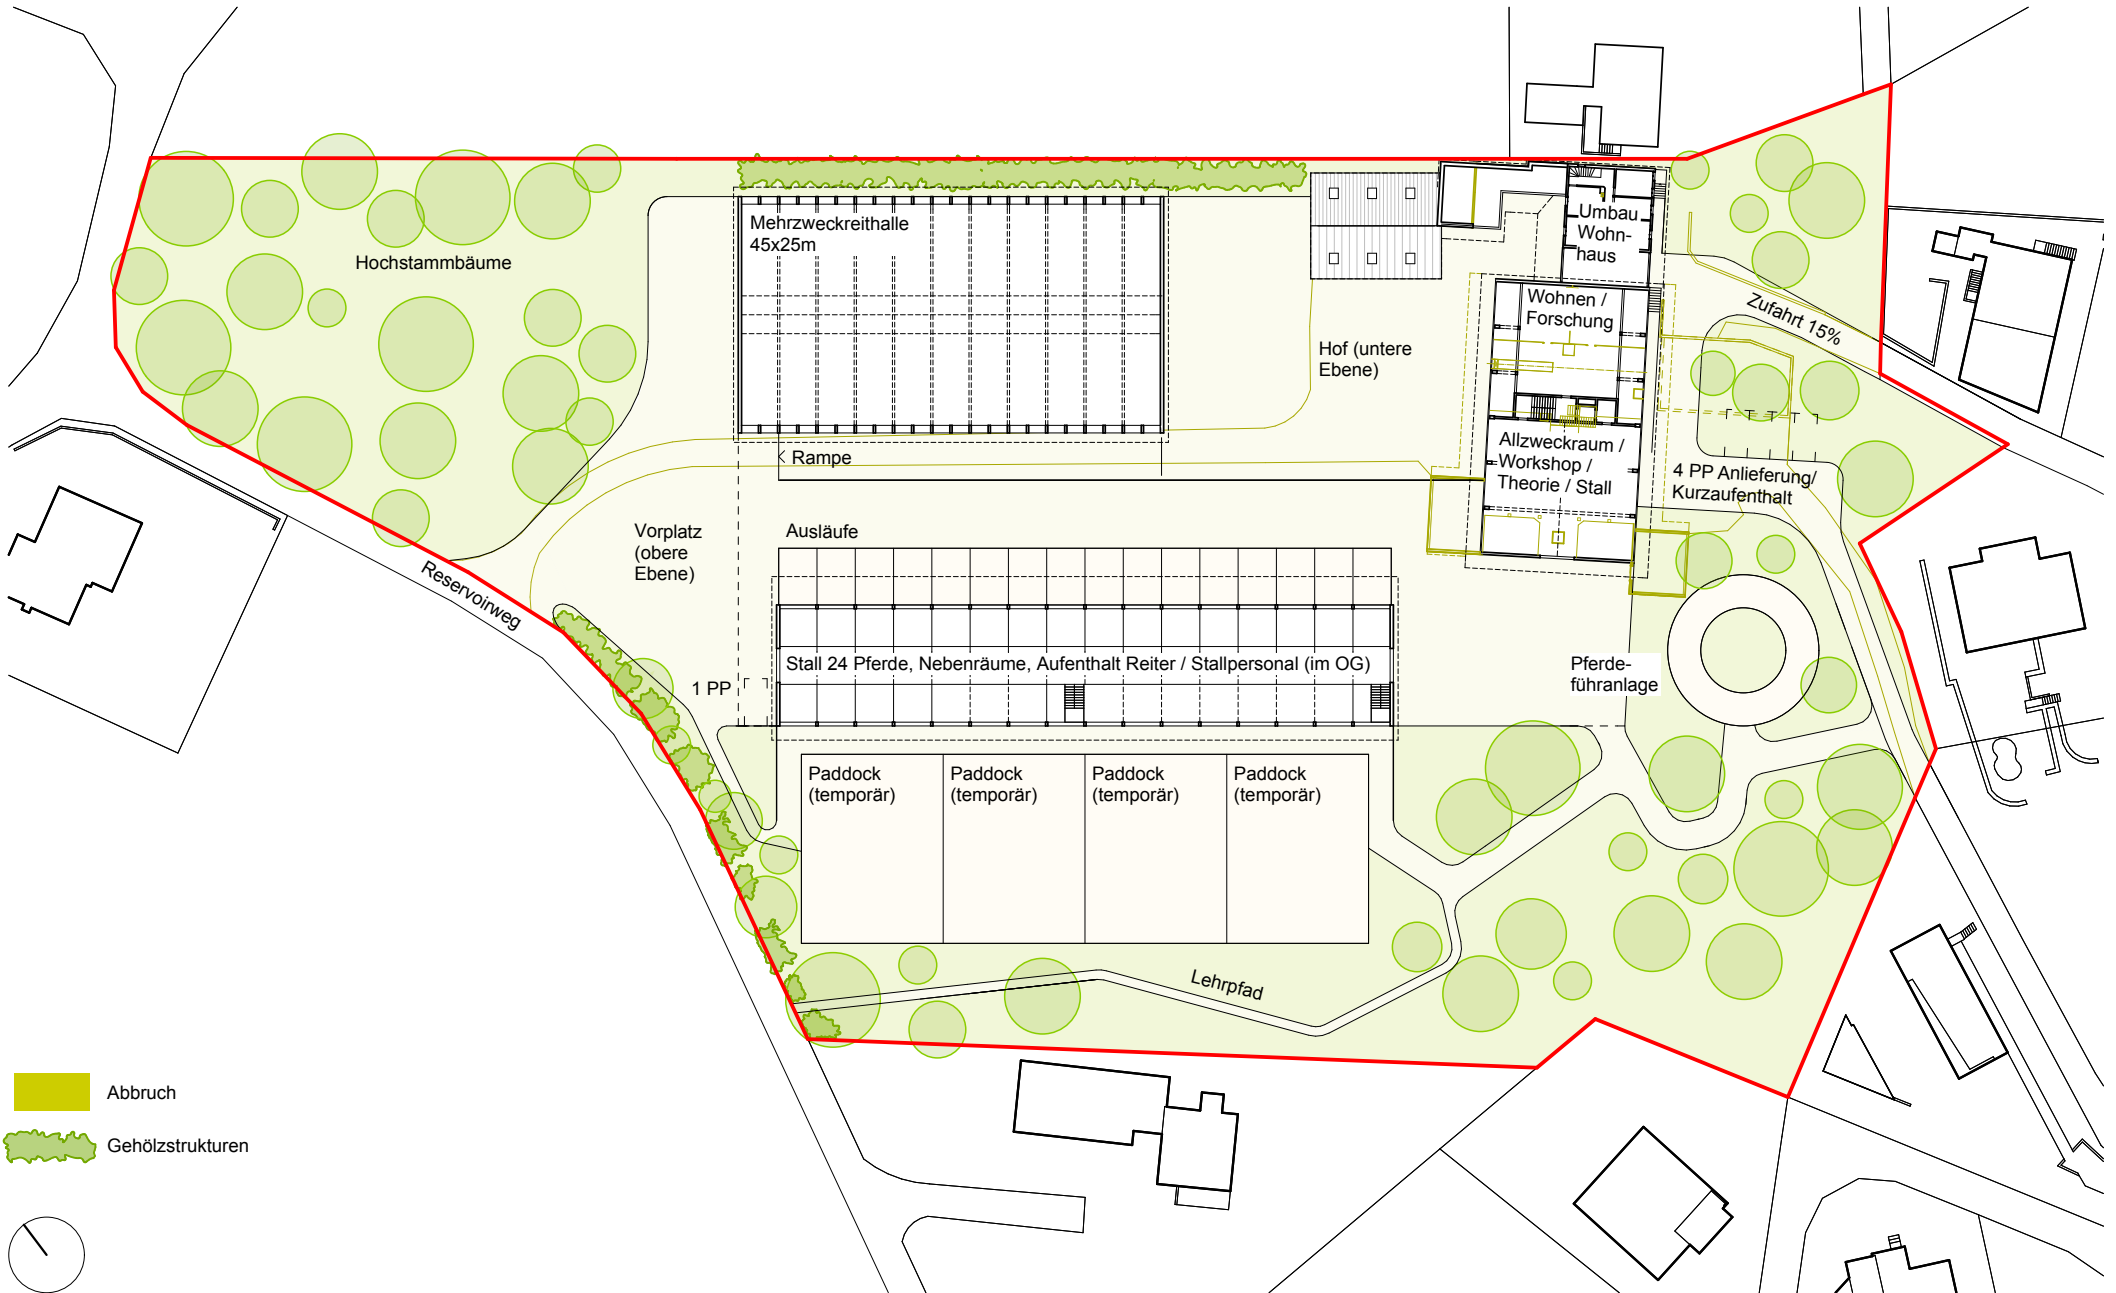 Mehrzweckreithalle
45x25m
Hochstammbäume
Umbau
Wohn-
haus
Wohnen /
Forschung
Zufahrt 15%
Hof (untere
Ebene)
Rampe
Allzweckraum /
Workshop /
Theorie / Stall
4 PP Anlieferung/
Kurzaufenthalt
Vorplatz
(obere
Ebene)
Ausläufe
Reservoirweg
Stall 24 Pferde, Nebenräume, Aufenthalt Reiter / Stallpersonal (im OG)
1 PP
Pferde-
führanlage
Paddock
(temporär)
Paddock
(temporär)
Paddock
(temporär)
Paddock
(temporär)
Lehrpfad
Abbruch
Gehölzstrukturen